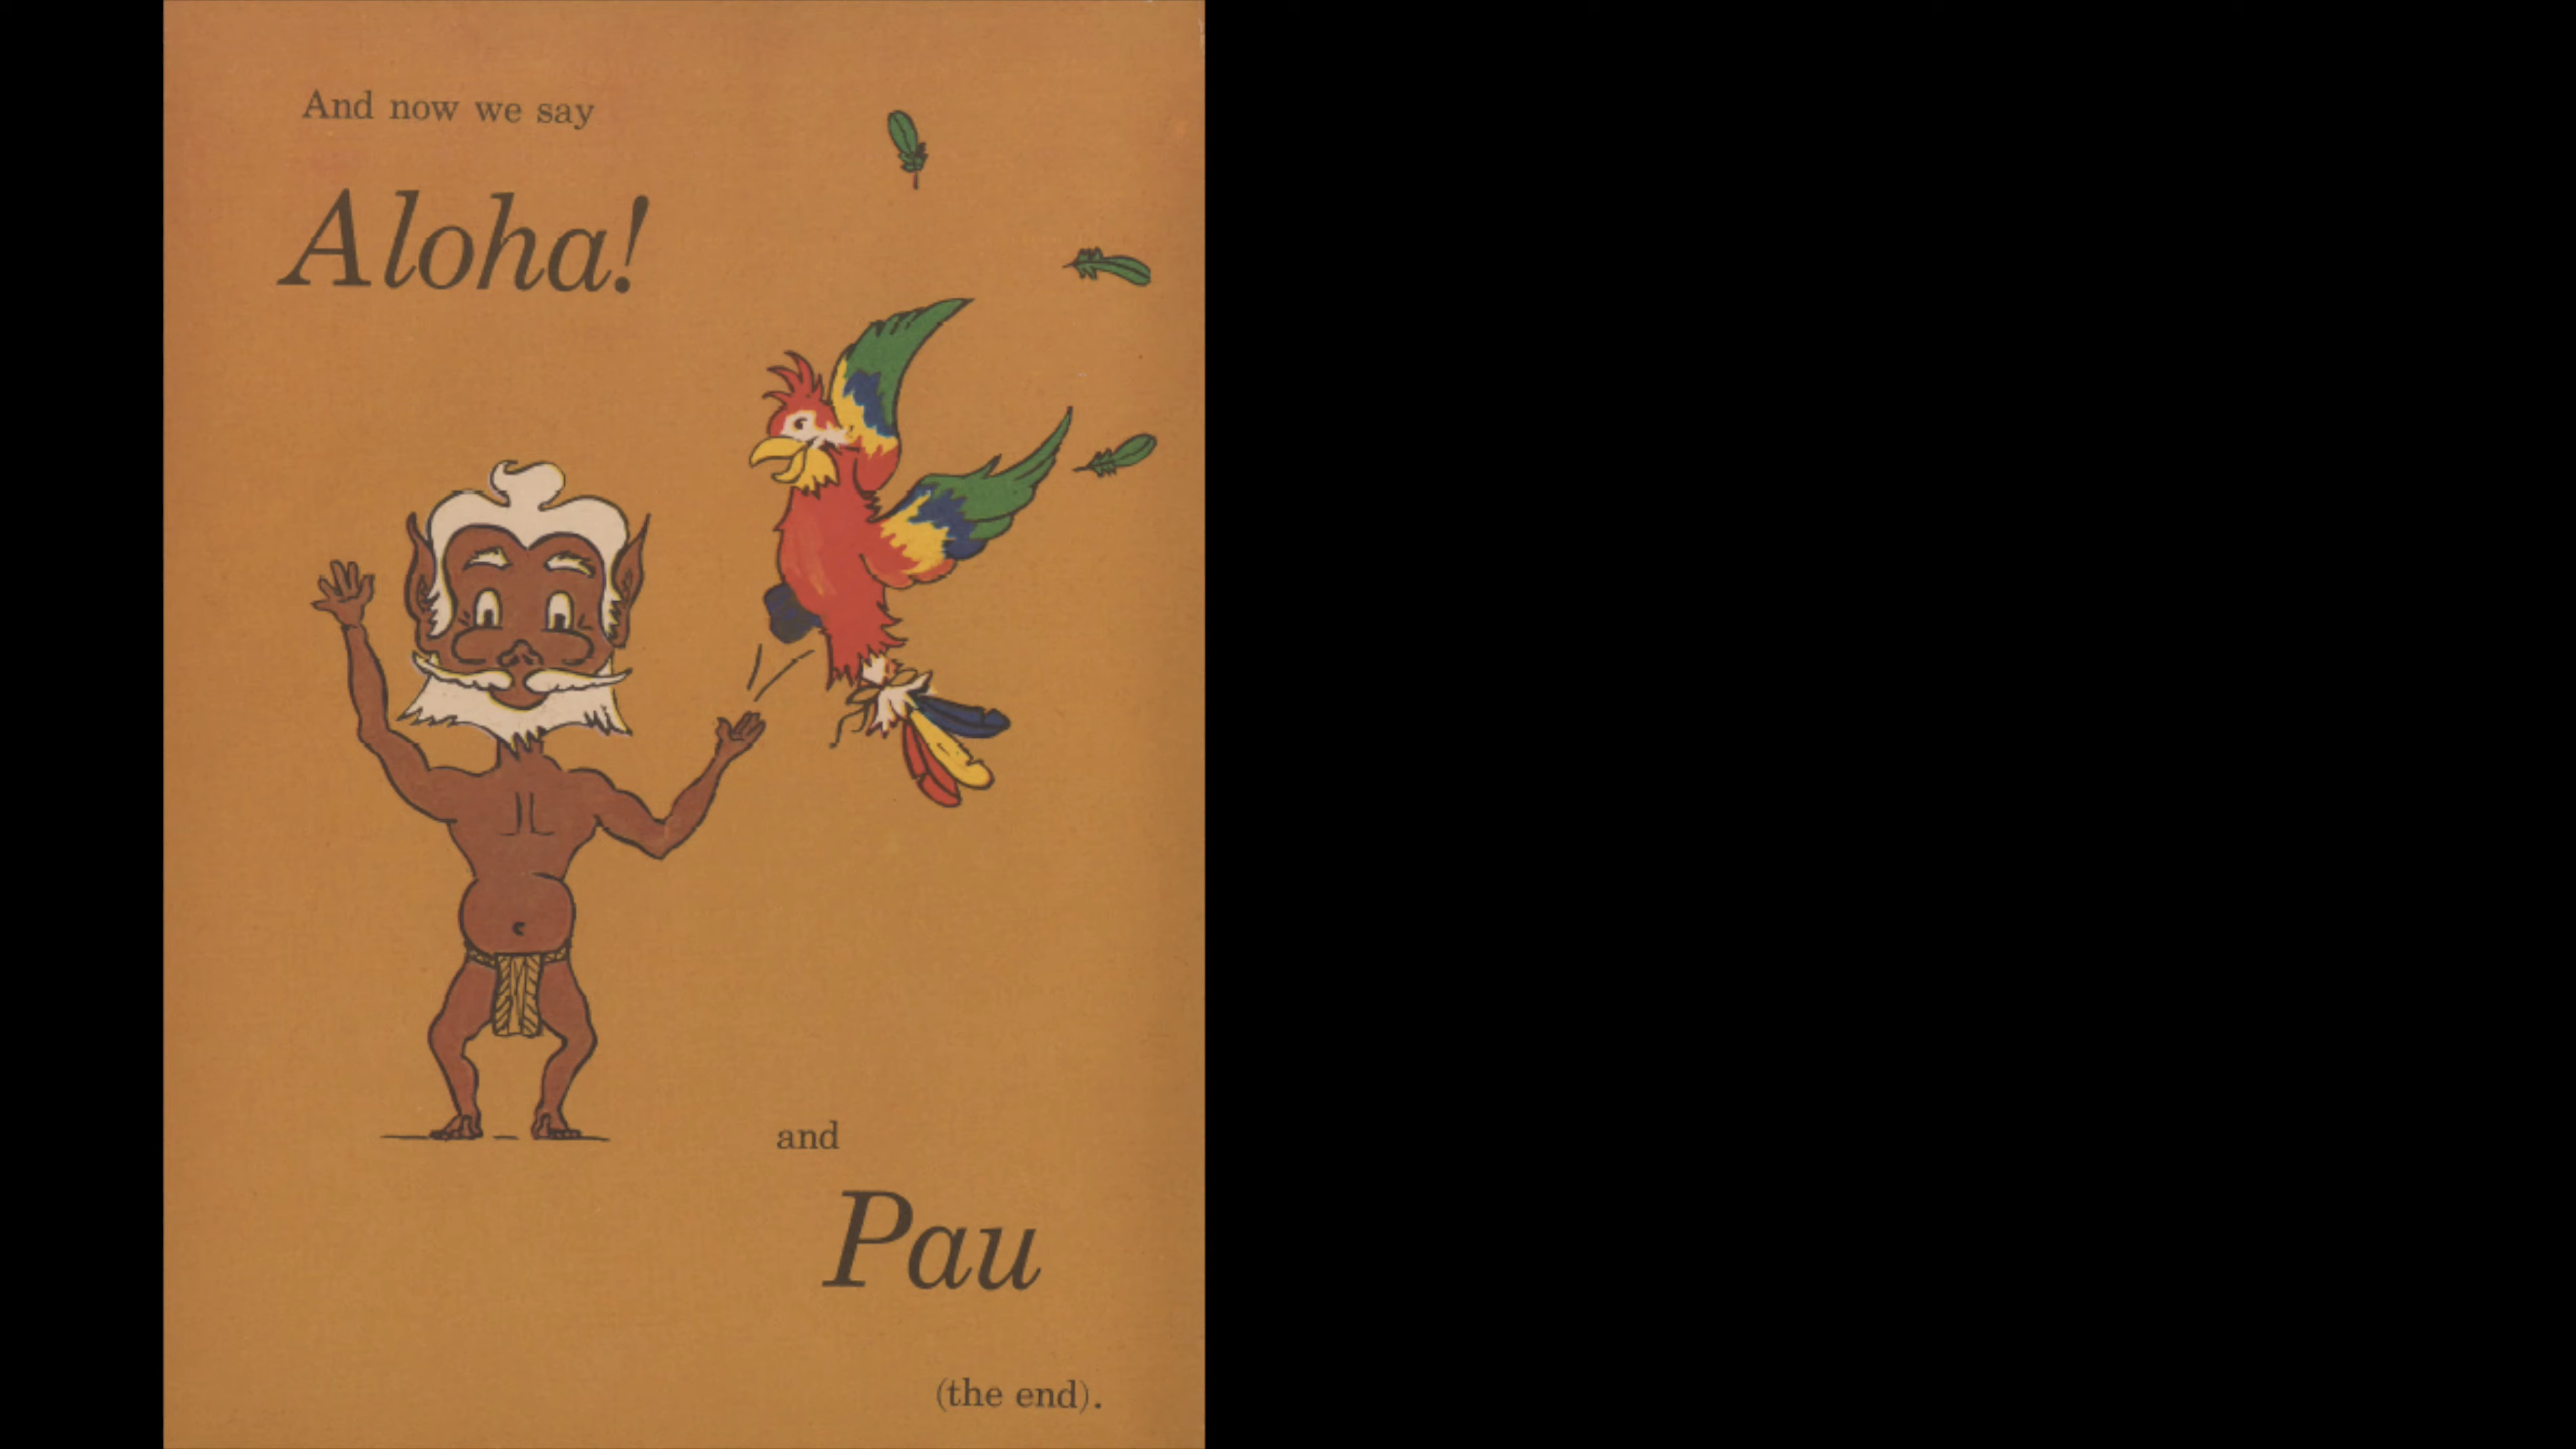 And now we say
Aloha!
and
Pau
(the end).